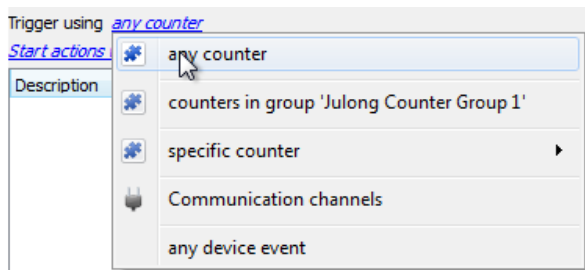 Trigger using any counter
Start actions
any counter
Description
counters in group 'Julong Counter Group 1'
specific counter
Communication channels
any device event